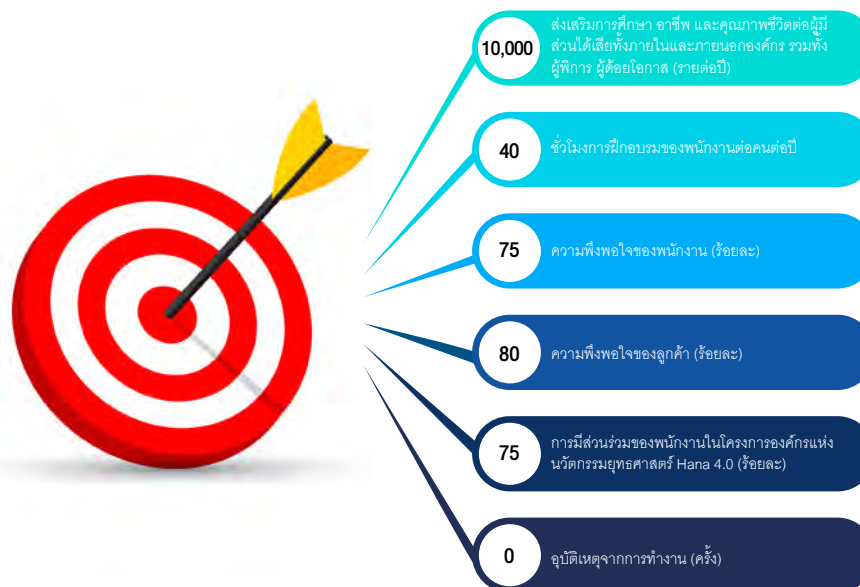 10,000
ส่งเสริมการศึกษา อาชีพ และคุณภาพชีวิตต่อผู้มี
ส่วนได้เสียทั้งภายในและภายนอกองค์กร รวมทั้ง
ผู้พิการ ผู้ด้อยโอกาส (รายต่อปี)
40
ชั่วโมงการฝึกอบรมของพนักงานต่อคนต่อปี
75
ความพึงพอใจของพนักงาน (ร้อยละ)
80
ความพึงพอใจของลูกค้า (ร้อยละ)
75
การมีส่วนร่วมของพนักงานในโครงการองค์กรแห่ง
นวัตกรรมยุทธศาสตร์ Hana 4.0 (ร้อยละ)
0
อุบัติเหตุจากการทำงาน (ครั้ง)